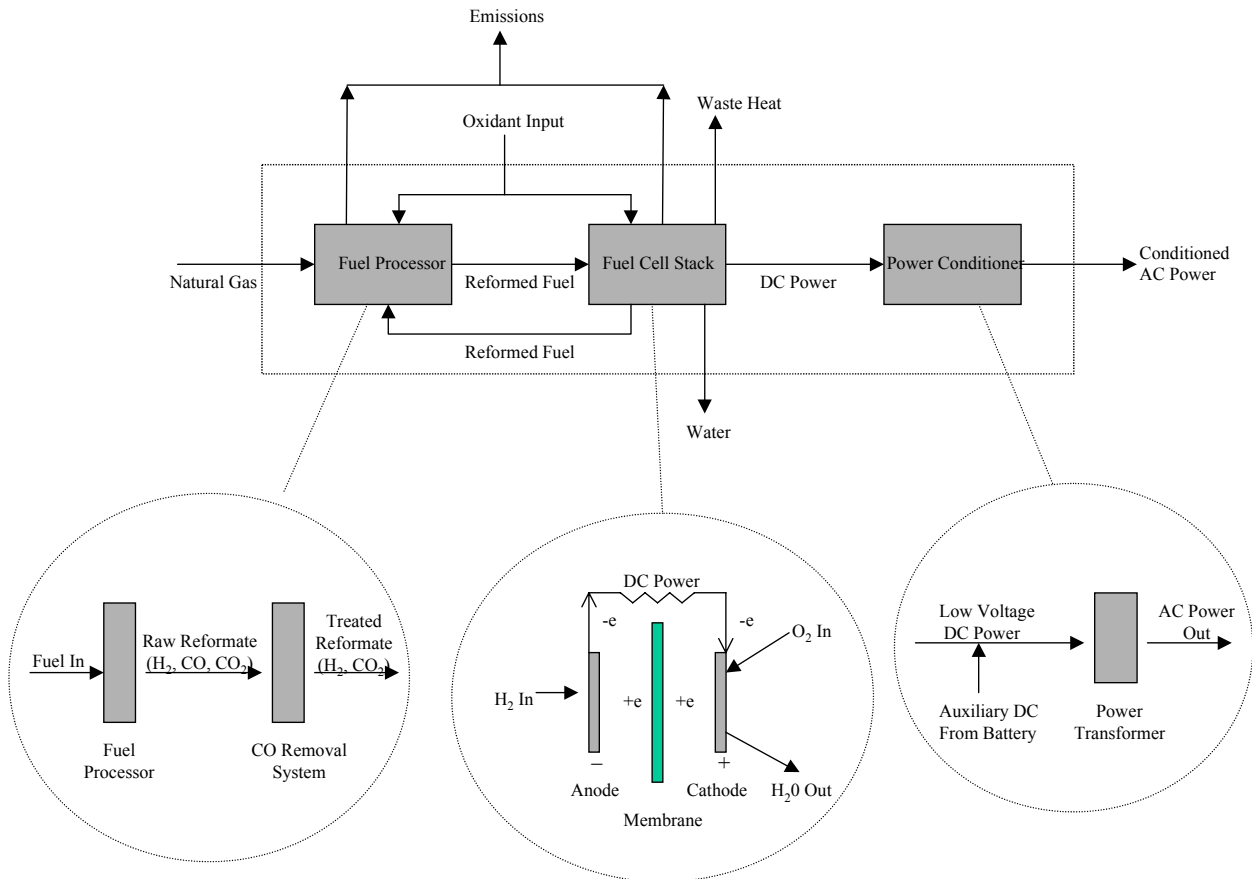 Emissions
Waste Heat
Oxidant Input
Fuel Processor
Fuel Cell Stack
Power Conditioner
Conditioned
AC Power
Natural Gas
Reformed Fuel
DC Power
Reformed Fuel
Water
Fuel In
Raw Reformate
(H2, CO, CO2)
Treated
Reformate
(H2, CO2)
Fuel
Processor
CO Removal
System
DC Power
-e
-e
O2 In
H2 In
+e
+e
–
+
Anode
Cathode
H20 Out
Membrane
Low Voltage
DC Power
AC Power
Out
Auxiliary DC
From Battery
Power
Transformer